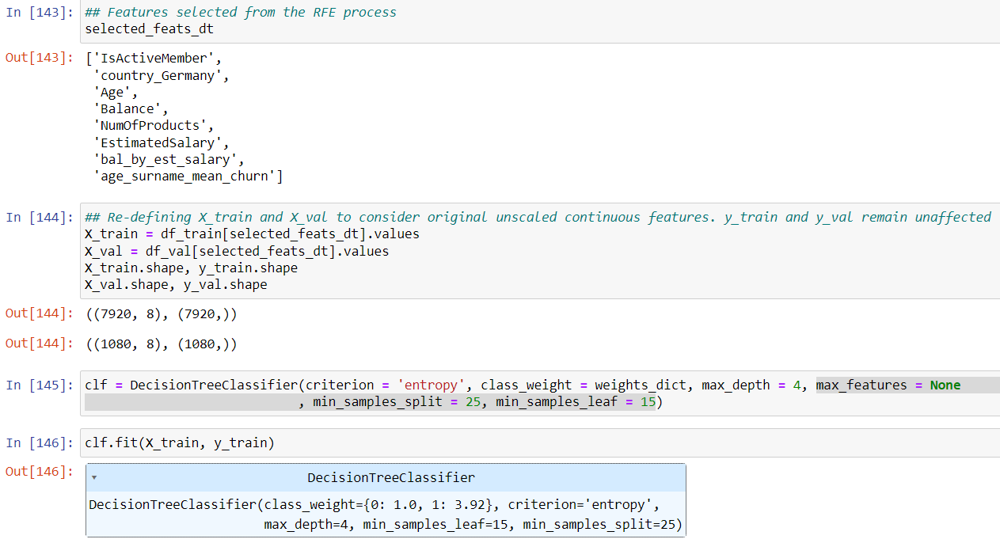 In [143]: ## Features selected from the RFE process
selected_feats_dt
Out[143]: ['IsActiveMember',
'country_Germany',
'Age',
'Balance',
'NumOfProducts',
'EstimatedSalary',
'bal_by_est_salary',
'age_surname_mean_churn']
In [144]: ## Re-defining X_train and X_val to consider original unscaled continuous features. y_train and y_val remain unaffected
X_train = df_train[selected_feats_dt].values
X_val = df_val[selected_feats_dt].values
X_train.shape, y_train.shape
X_val.shape, y_val.shape
Out[144]: ((7920, 8), (7920,))
Out[144]: ((1080, 8), (1080,))
In [145]: clf = DecisionTreeClassifier(criterion = 'entropy', class_weight = weights_dict, max_depth = 4, max_features = None
, min_samples_split = 25, min_samples_leaf = 15)
In [146]: clf.fit(X_train, y_train)
Out[146]: ▾ DecisionTreeClassifier
DecisionTreeClassifier(class_weight={0: 1.0, 1: 3.92}, criterion='entropy',
max_depth=4, min_samples_leaf=15, min_samples_split=25)